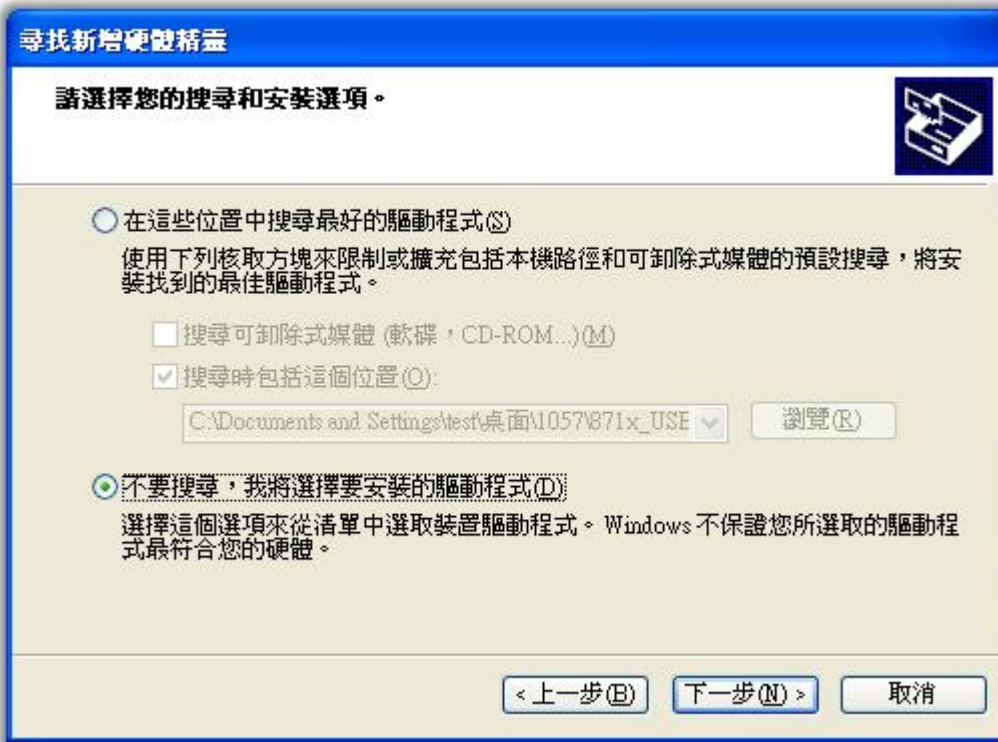 尋找新增硬體精靈
請選擇您的搜尋和安裝選項。
在這些位置中搜尋最好的驅動程式(S)
使用下列核取方塊來限制或擴充包括本機路徑和可卸除式媒體的預設搜尋，將安
裝找到的最佳驅動程式。
搜尋可卸除式媒體 (軟碟，CD-ROM...)(M)
搜尋時包括這個位置(O):
C:\Documents and Settings\test\桌面\1057\871x_USB
瀏覽(R)
不要搜尋，我將選擇要安裝的驅動程式(D)
選擇這個選項來從清單中選取裝置驅動程式。Windows 不保證您所選取的驅動程
式最符合您的硬體。
< 上一步(B) 下一步(N) > 取消